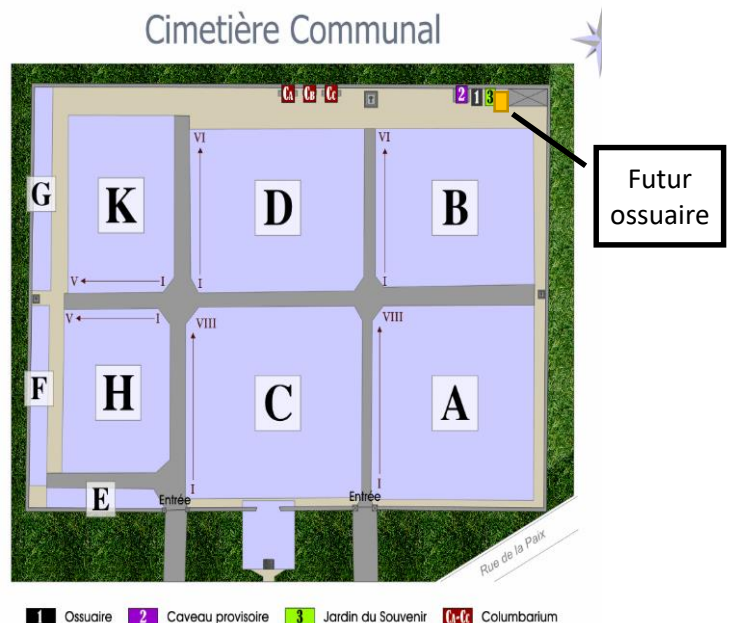 Cimetière Communal
CA CB CC
2 1 3
Futur
ossuaire
G
K
D
B
VI
VI
V I
I
I
V I
VIII
VIII
F
H
C
A
E
I
I
Entrée
Entrée
Rue de la Paix
1 Ossuaire 2 Caveau provisoire 3 Jardin du Souvenir CA-CC Columbarium